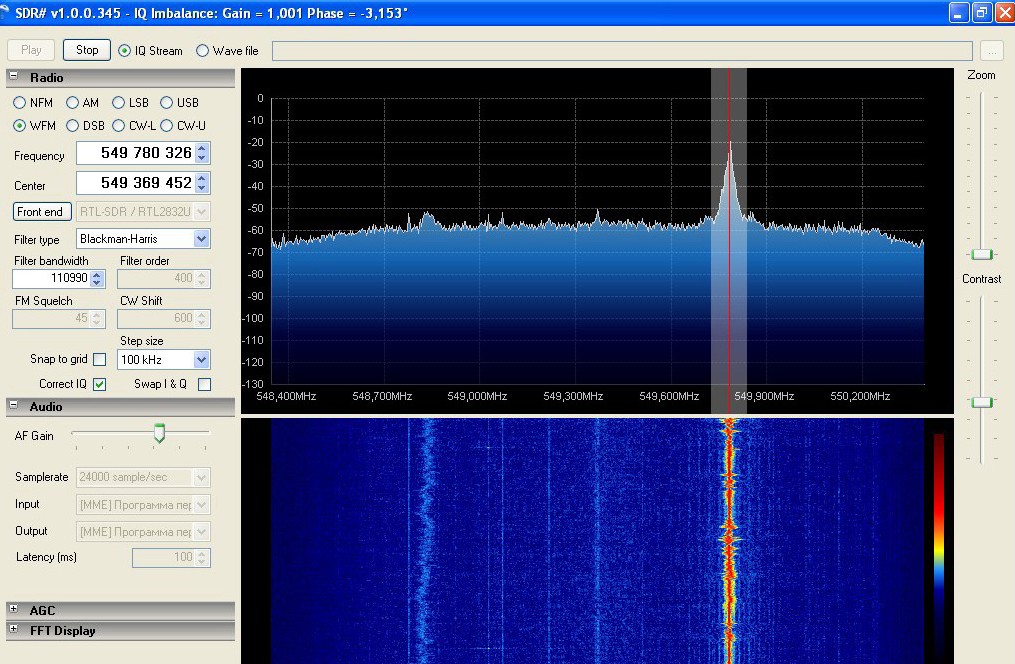 SDR# v1.0.0.345 - IQ Imbalance: Gain = 1,001 Phase = -3,153°
Play Stop IQ Stream Wave file ...
Radio
NFM AM LSB USB
WFM DSB CW-L CW-U
Frequency 549 780 326
Center 549 369 452
Front end RTL-SDR / RTL2832U
Filter type Blackman-Harris
Filter bandwidth Filter order
110990 400
FM Squelch CW Shift
45 600
Step size
Snap to grid 100 kHz
Correct IQ Swap I & Q
Audio
AF Gain
Samplerate 24000 sample/sec
Input [MME] Программа пер
Output [MME] Программа пер
Latency (ms) 100
AGC
FFT Display
0
-10
-20
-30
-40
-50
-60
-70
-80
-90
-100
-110
-120
-130
548,400MHz 548,700MHz 549,000MHz 549,300MHz 549,600MHz 549,900MHz 550,200MHz
Zoom
Contrast